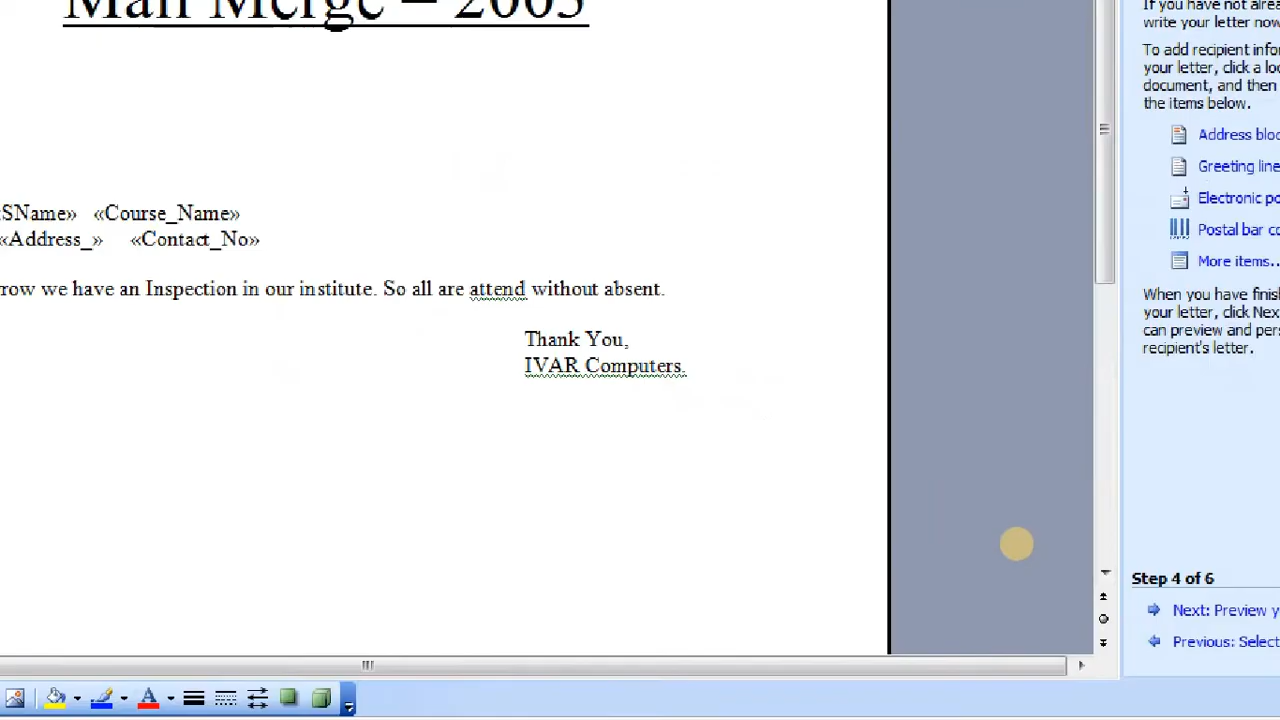 Mail Merge – 2003
If you have not alrea
write your letter now
To add recipient infor
your letter, click a loc
document, and then
the items below.
Address bloc
Greeting line
Electronic po
Postal bar co
More items...
«SName» «Course_Name»
«Address_» «Contact_No»
rrow we have an Inspection in our institute. So all are attend without absent.
When you have finis
your letter, click Nex
can preview and pers
recipient's letter.
Thank You,
IVAR Computers.
Step 4 of 6
Next: Preview y
Previous: Select